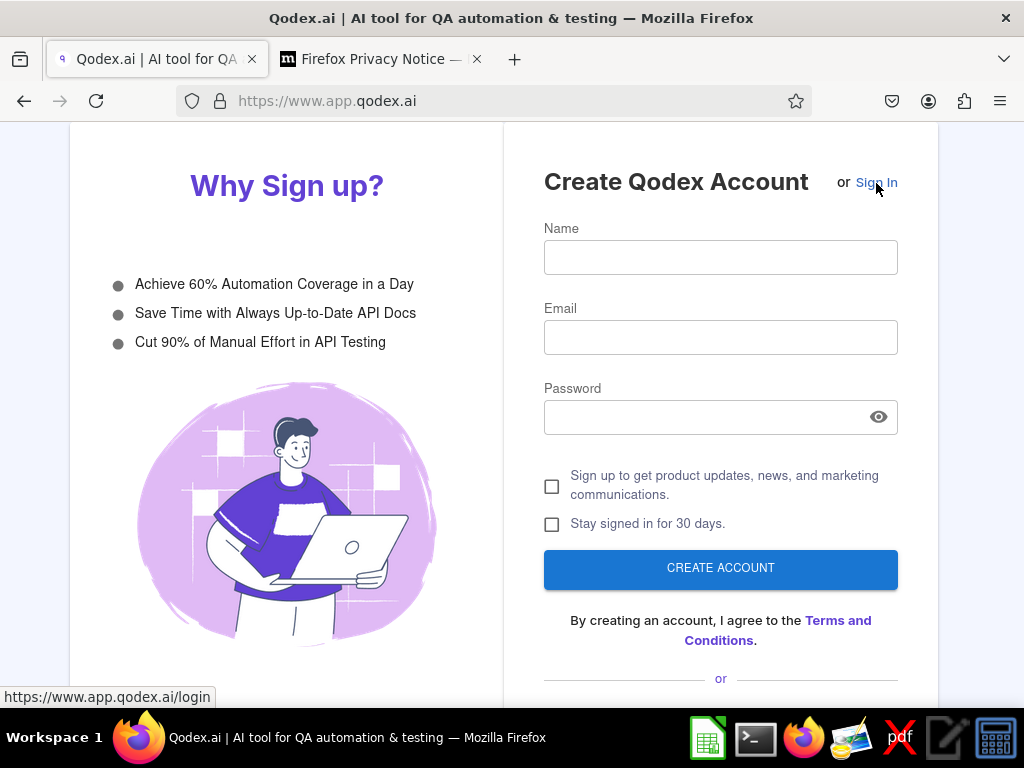 Qodex.ai | AI tool for QA automation & testing — Mozilla Firefox
Qodex.ai | AI tool for QA
Firefox Privacy Notice —
https://www.app.qodex.ai
Why Sign up?
Achieve 60% Automation Coverage in a Day
Save Time with Always Up-to-Date API Docs
Cut 90% of Manual Effort in API Testing
Create Qodex Account
or Sign In
Name
Email
Password
Sign up to get product updates, news, and marketing
communications.
Stay signed in for 30 days.
CREATE ACCOUNT
By creating an account, I agree to the Terms and
Conditions.
or
https://www.app.qodex.ai/login
Workspace 1
Qodex.ai | AI tool for QA automation & testing — Mozilla Firefox
pdf